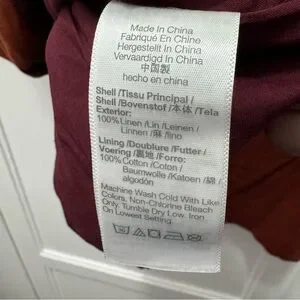 Made In China
Fabriqué En Chine
Hergestellt In China
Vervaardigd In China
中国製
hecho en china
Shell /Tissu Principal /
Shell /Bovenstof /本体 /Tela
Exterior:
100% Linen /Lin /Leinen /
Linnen /麻 /lino
Lining /Doublure /Futter /
Voering /裏地 /Forro:
100% Cotton /Coton /
Baumwolle /Katoen /綿 /
algodón
Machine Wash Cold With Like
Colors. Non-Chlorine Bleach
Only. Tumble Dry Low. Iron
On Lowest Setting.